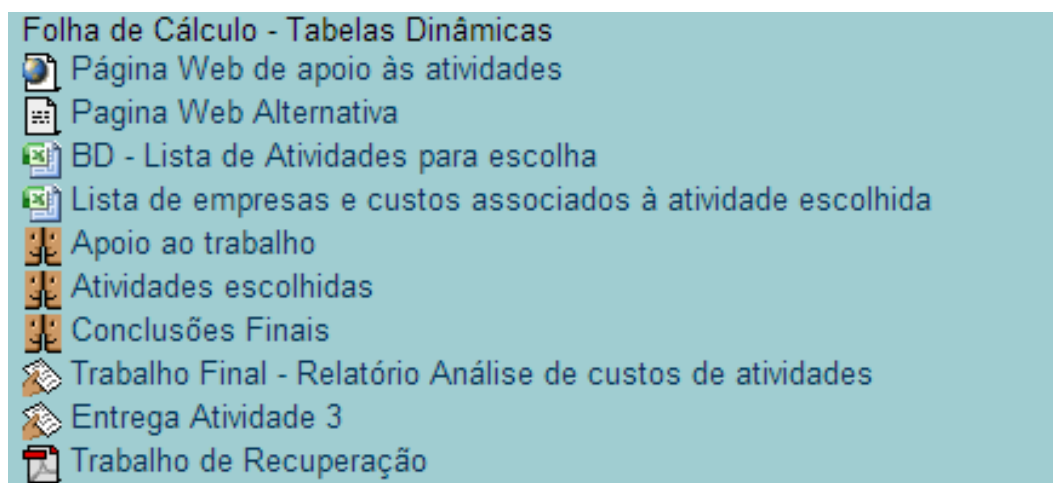 Folha de Cálculo - Tabelas Dinâmicas
Página Web de apoio às atividades
Pagina Web Alternativa
BD - Lista de Atividades para escolha
Lista de empresas e custos associados à atividade escolhida
Apoio ao trabalho
Atividades escolhidas
Conclusões Finais
Trabalho Final - Relatório Análise de custos de atividades
Entrega Atividade 3
Trabalho de Recuperação